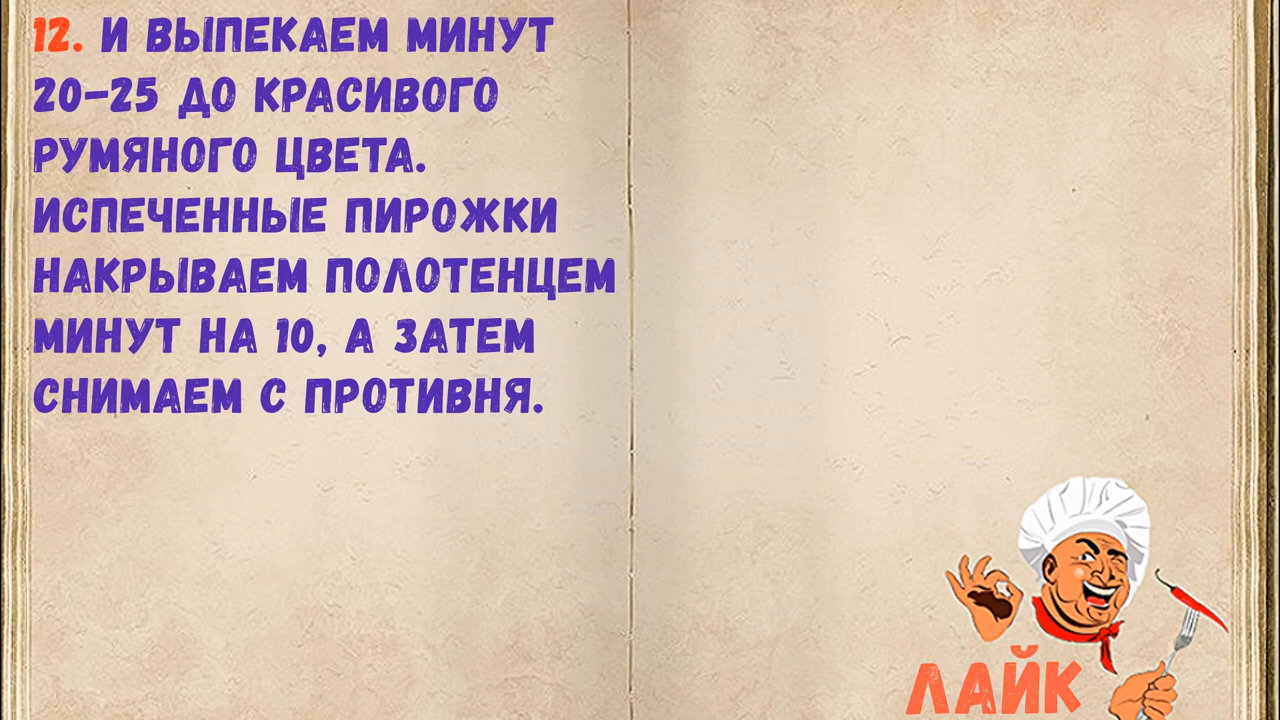 12. И ВЫПЕКАЕМ МИНУТ
20-25 ДО КРАСИВОГО
РУМЯНОГО ЦВЕТА.
ИСПЕЧЕННЫЕ ПИРОЖКИ
НАКРЫВАЕМ ПОЛОТЕНЦЕМ
МИНУТ НА 10, А ЗАТЕМ
СНИМАЕМ С ПРОТИВНЯ.
ЛАЙК